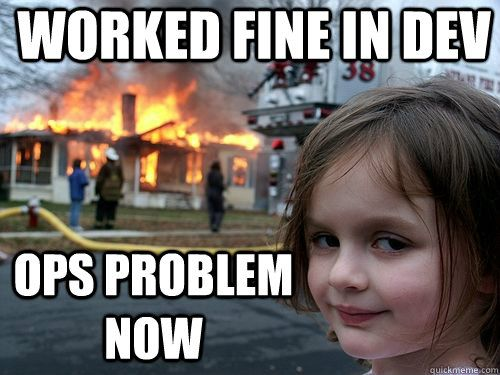 WORKED FINE IN DEV
38
OPS PROBLEM
NOW
quickmeme.com